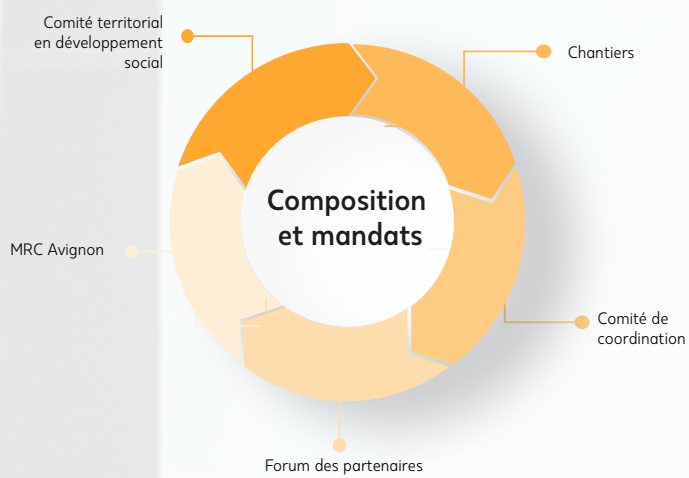 Comité territorial
en développement
social
Chantiers
Composition
et mandats
MRC Avignon
Comité de
coordination
Forum des partenaires